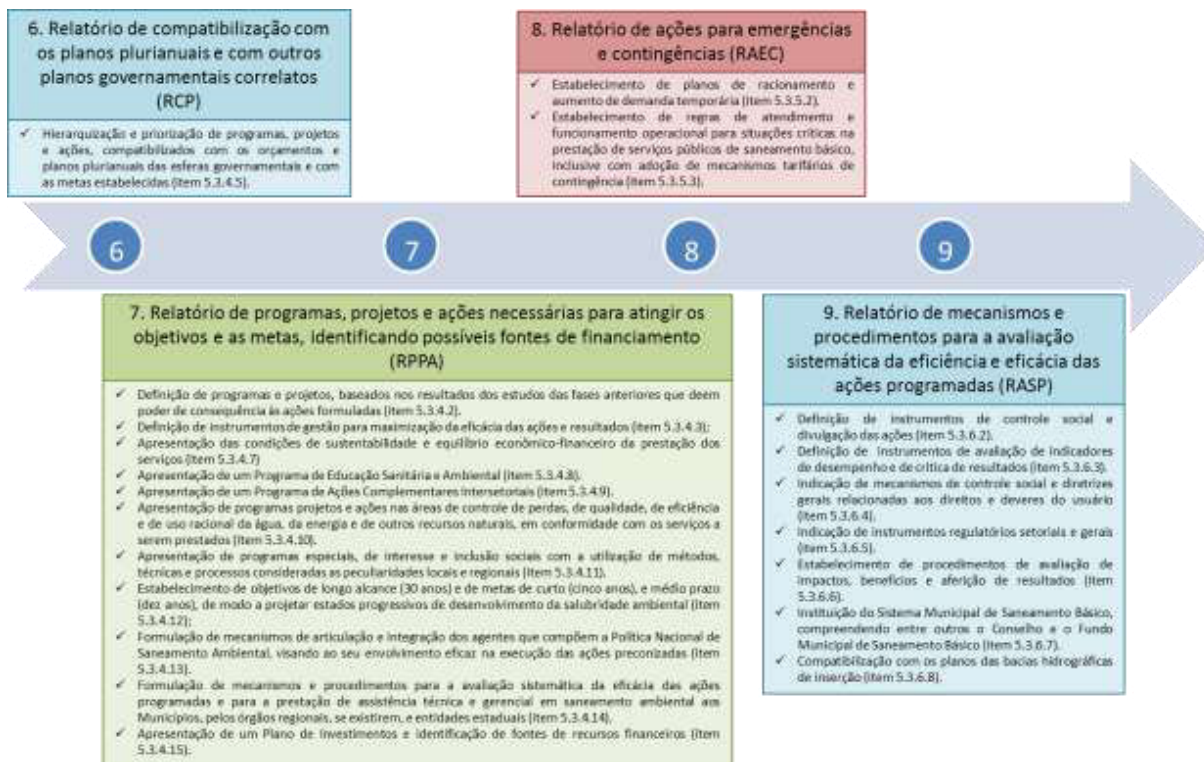 6. Relatório de compatibilização com
os planos plurianuais e com outros
planos governamentais correlatos
(RCP)
✓ Hierarquização e priorização de programas, projetos
e ações, compatibilizados com os orçamentos e
planos plurianuais das esferas governamentais e com
as metas estabelecidas (item 5.3.4.5).
8. Relatório de ações para emergências
e contingências (RAEC)
✓ Estabelecimento de planos de racionamento e
aumento de demanda temporária (item 5.3.5.2).
✓ Estabelecimento de regras de atendimento e
funcionamento operacional para situações críticas na
prestação de serviços públicos de saneamento básico,
inclusive com adoção de mecanismos tarifários de
contingência (item 5.3.5.3).
6
7
8
9
7. Relatório de programas, projetos e ações necessárias para atingir os
objetivos e as metas, identificando possíveis fontes de financiamento
(RPPA)
✓ Definição de programas e projetos, baseados nos resultados dos estudos das fases anteriores que deem
poder de consequência às ações formuladas (item 5.3.4.2).
✓ Definição de instrumentos de gestão para maximização da eficácia das ações e resultados (item 5.3.4.3);
✓ Apresentação das condições de sustentabilidade e equilíbrio econômico-financeiro da prestação dos
serviços (item 5.3.4.7)
✓ Apresentação de um Programa de Educação Sanitária e Ambiental (item 5.3.4.8).
✓ Apresentação de um Programa de Ações Complementares Intersetoriais (item 5.3.4.9).
✓ Apresentação de programas projetos e ações nas áreas de controle de perdas, de qualidade, de eficiência
e de uso racional da água, da energia e de outros recursos naturais, em conformidade com os serviços a
serem prestados (item 5.3.4.10).
✓ Apresentação de programas especiais, de interesse e inclusão sociais com a utilização de métodos,
técnicas e processos consideradas as peculiaridades locais e regionais (item 5.3.4.11).
✓ Estabelecimento de objetivos de longo alcance (30 anos) e de metas de curto (cinco anos), e médio prazo
(dez anos), de modo a projetar estados progressivos de desenvolvimento da salubridade ambiental (item
5.3.4.12);
✓ Formulação de mecanismos de articulação e integração dos agentes que compõem a Política Nacional de
Saneamento Ambiental, visando ao seu envolvimento eficaz na execução das ações preconizadas (item
5.3.4.13).
✓ Formulação de mecanismos e procedimentos para a avaliação sistemática da eficácia das ações
programadas e para a prestação de assistência técnica e gerencial em saneamento ambiental aos
Municípios, pelos órgãos regionais, se existirem, e entidades estaduais (item 5.3.4.14).
✓ Apresentação de um Plano de Investimentos e identificação de fontes de recursos financeiros (item
5.3.4.15).
9. Relatório de mecanismos e
procedimentos para a avaliação
sistemática da eficiência e eficácia das
ações programadas (RASP)
✓ Definição de instrumentos de controle social e
divulgação das ações (item 5.3.6.2).
✓ Definição de instrumentos de avaliação de indicadores
de desempenho e de crítica de resultados (item 5.3.6.3).
✓ Indicação de mecanismos de controle social e diretrizes
gerais relacionadas aos direitos e deveres do usuário
(item 5.3.6.4).
✓ Indicação de instrumentos regulatórios setoriais e gerais
(item 5.3.6.5).
✓ Estabelecimento de procedimentos de avaliação de
impactos, benefícios e aferição de resultados (item
5.3.6.6).
✓ Instituição do Sistema Municipal de Saneamento Básico,
compreendendo entre outros o Conselho e o Fundo
Municipal de Saneamento Básico (item 5.3.6.7).
✓ Compatibilização com os planos das bacias hidrográficas
de inserção (item 5.3.6.8).